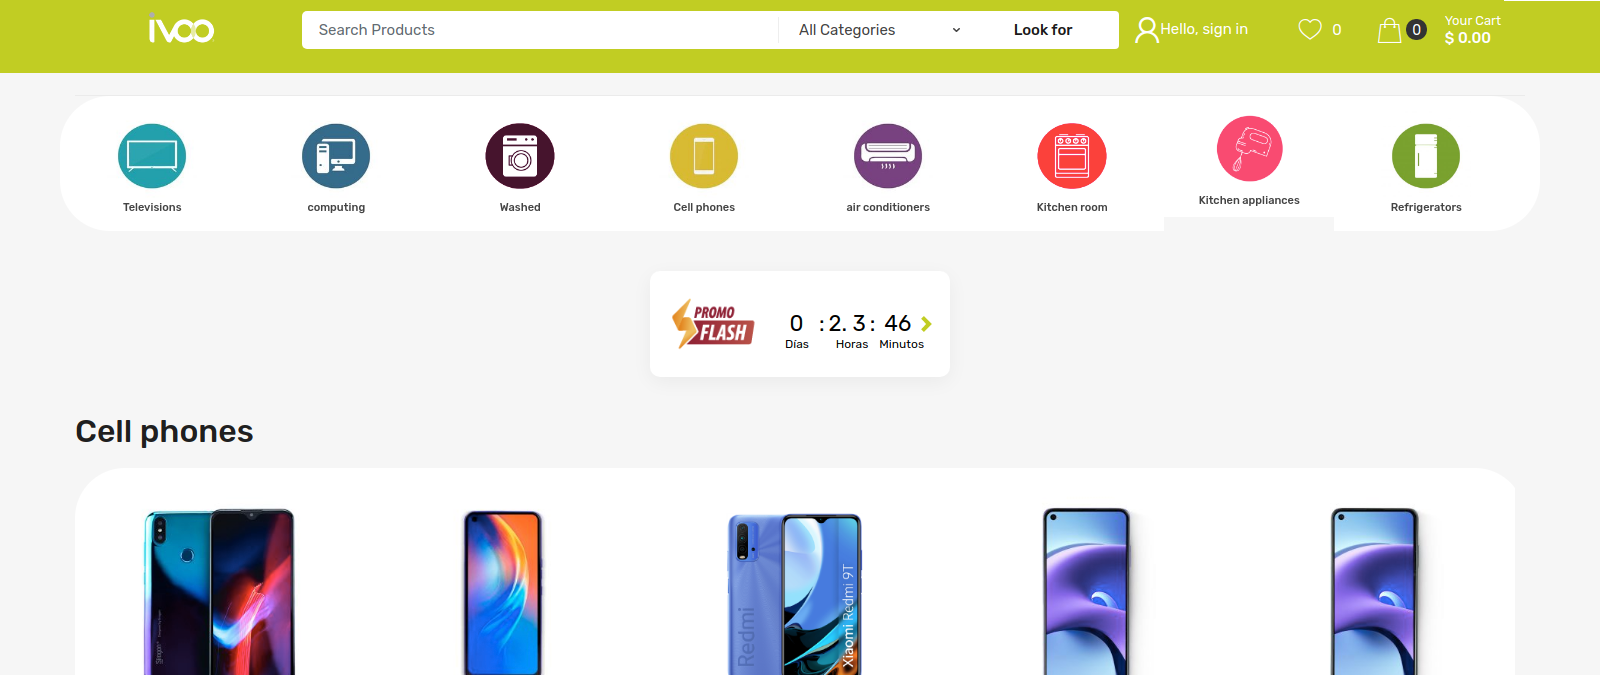 ivoo
Search Products
All Categories
Look for
Hello, sign in
0
0
Your Cart
$ 0.00
Televisions
computing
Washed
Cell phones
air conditioners
Kitchen room
Kitchen appliances
Refrigerators
PROMO
FLASH
0 : 2. 3 : 46
Días Horas Minutos
Cell phones
Redmi
Xiaomi Redmi 9T